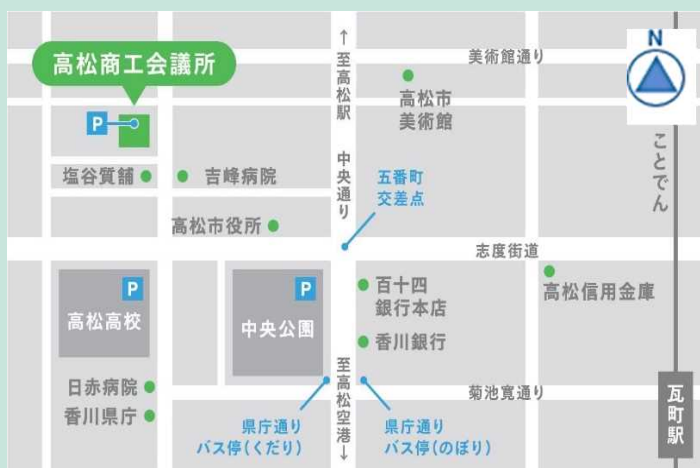 高松商工会議所
P
塩谷質舗
吉峰病院
高松市役所
↑至高松駅
中央通り
美術館通り
高松市
美術館
N
ことでん
五番町
交差点
志度街道
P
高松高校
P
中央公園
百十四
銀行本店
香川銀行
高松信用金庫
日赤病院
香川県庁
県庁通り
バス停(くだり)
至高松空港↓
県庁通り
バス停(のぼり)
菊池寛通り
瓦町駅